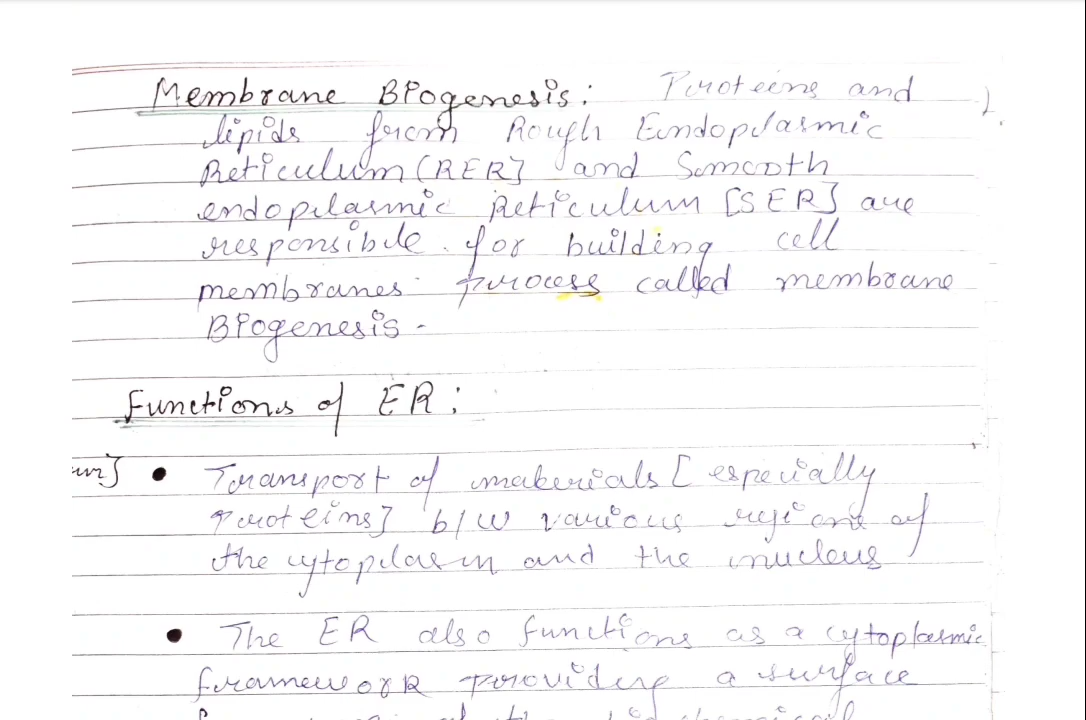 Membrane Biogenesis: Proteins and
lipids from Rough Endoplasmic
Reticulum (RER] and Smooth
endoplasmic Reticulum [SER] are
responsible for building cell
membranes process called membrane
Biogenesis.
Functions of ER:
• Transport of materials [especially
proteins] b/w various regions of
the cytoplasm and the nucleus
• The ER also functions as a cytoplasmic
framework providing a surface